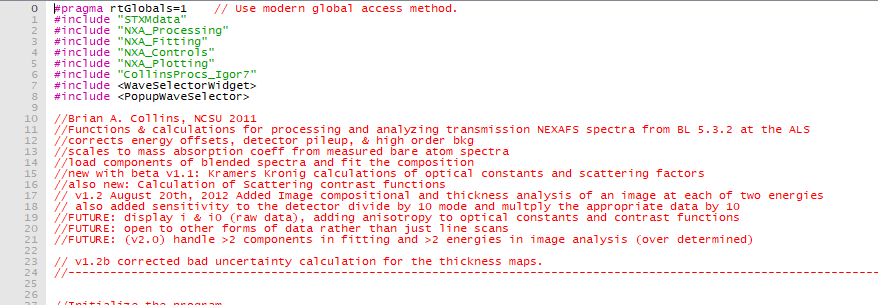 0 #pragma rtGlobals=1 // Use modern global access method.
1 #include "STXMdata"
2 #include "NXA_Processing"
3 #include "NXA_Fitting"
4 #include "NXA_Controls"
5 #include "NXA_Plotting"
6 #include "CollinsProcs_Igor7"
7 #include <WaveSelectorWidget>
8 #include <PopupWaveSelector>
9
10 //Brian A. Collins, NCSU 2011
11 //Functions & calculations for processing and analyzing transmission NEXAFS spectra from BL 5.3.2 at the ALS
12 //corrects energy offsets, detector pileup, & high order bkg
13 //scales to mass absorption coeff from measured bare atom spectra
14 //load components of blended spectra and fit the composition
15 //new with beta v1.1: Kramers Kronig calculations of optical constants and scattering factors
16 //also new: Calculation of Scattering contrast functions
17 // v1.2 August 20th, 2012 Added Image compositional and thickness analysis of an image at each of two energies
18 // also added sensitivity to the detector divide by 10 mode and multply the appropriate data by 10
19 //FUTURE: display i & i0 (raw data), adding anisotropy to optical constants and contrast functions
20 //FUTURE: open to other forms of data rather than just line scans
21 //FUTURE: (v2.0) handle >2 components in fitting and >2 energies in image analysis (over determined)
22
23 // v1.2b corrected bad uncertainty calculation for the thickness maps.
24 //------------------------------------------------------------------------------------------------------------------
25
26
//Initialize the program